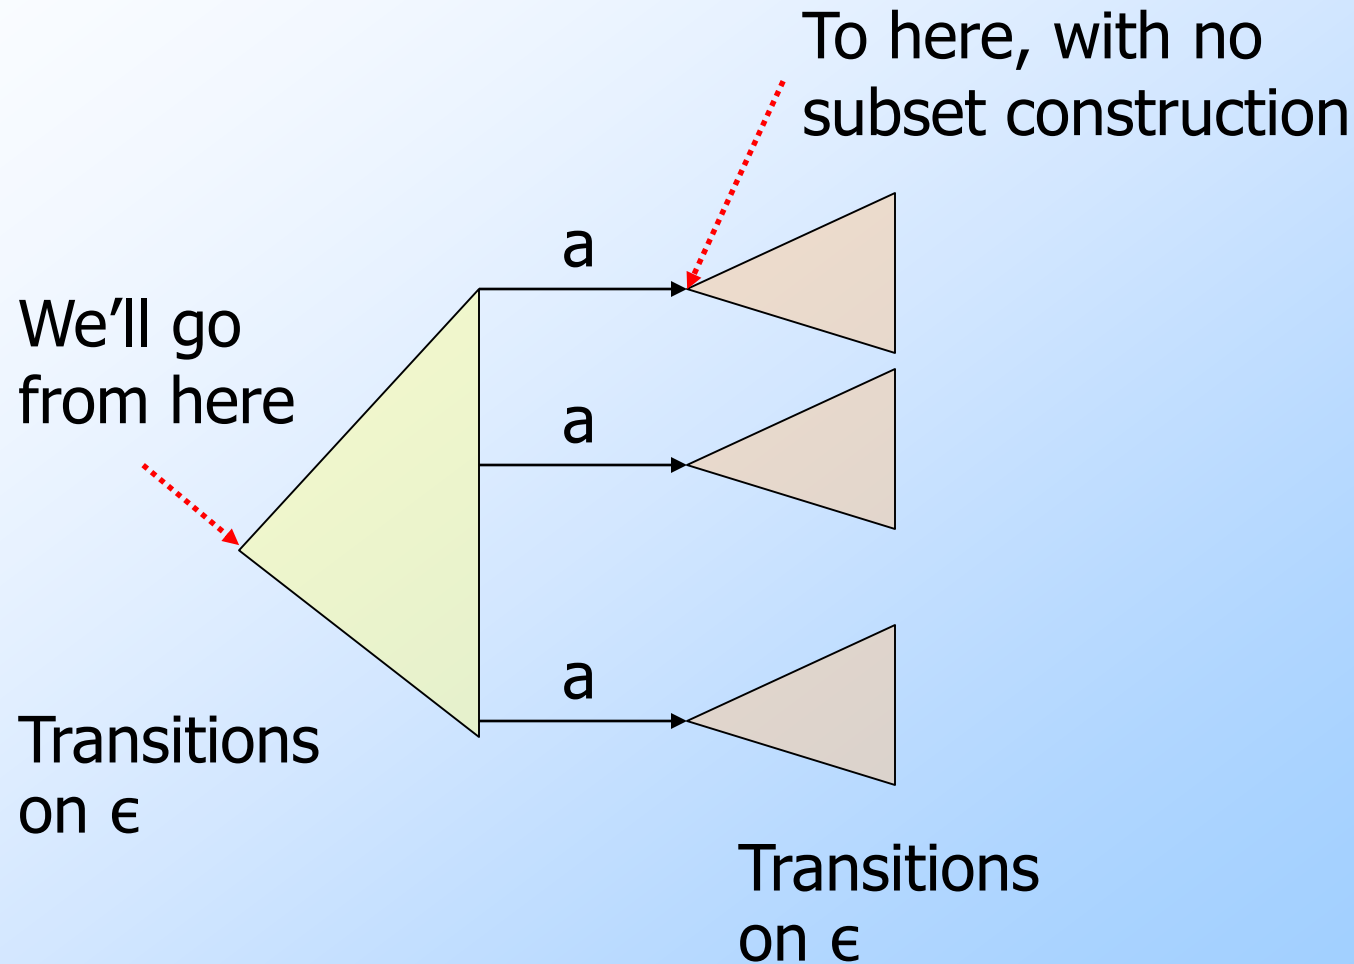 To here, with no
subset construction
a
We’ll go
from here
a
a
Transitions
on ϵ
Transitions
on ϵ